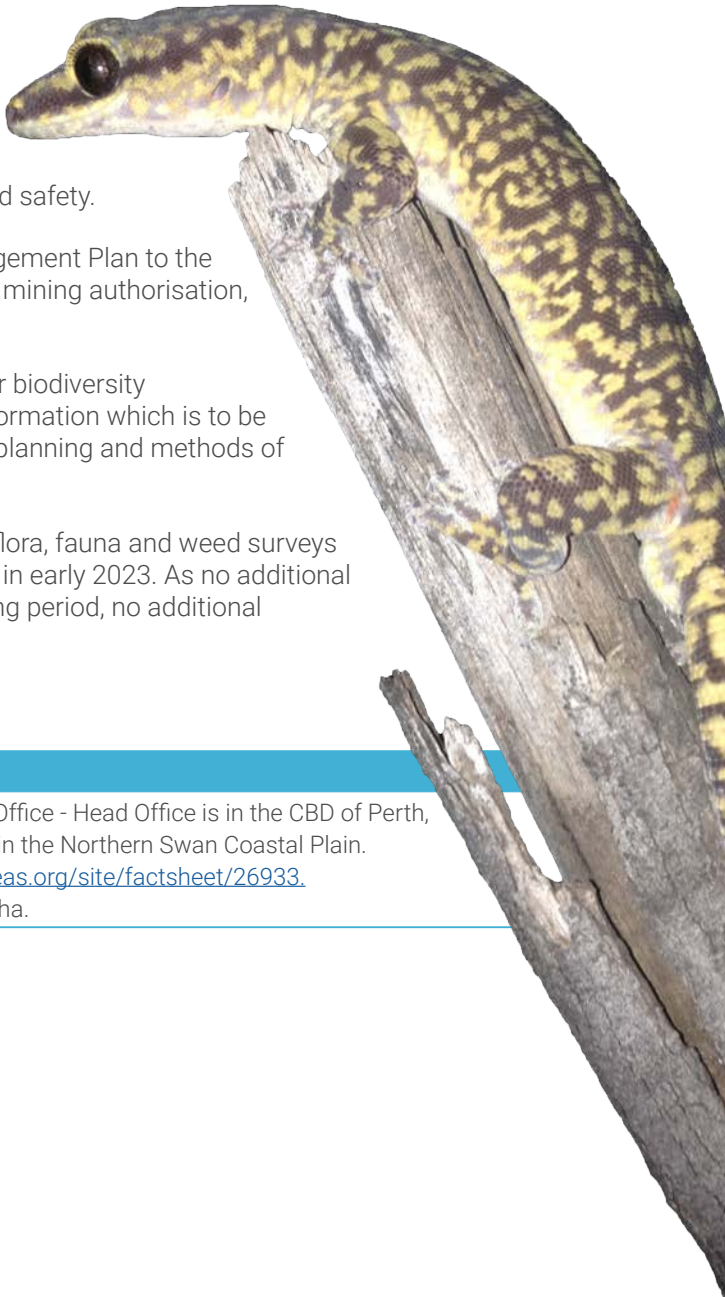 d safety.
gement Plan to the
mining authorisation,
r biodiversity
ormation which is to be
planning and methods of
flora, fauna and weed surveys
in early 2023. As no additional
ng period, no additional
Office - Head Office is in the CBD of Perth,
in the Northern Swan Coastal Plain.
eas.org/site/factsheet/26933.
ha.